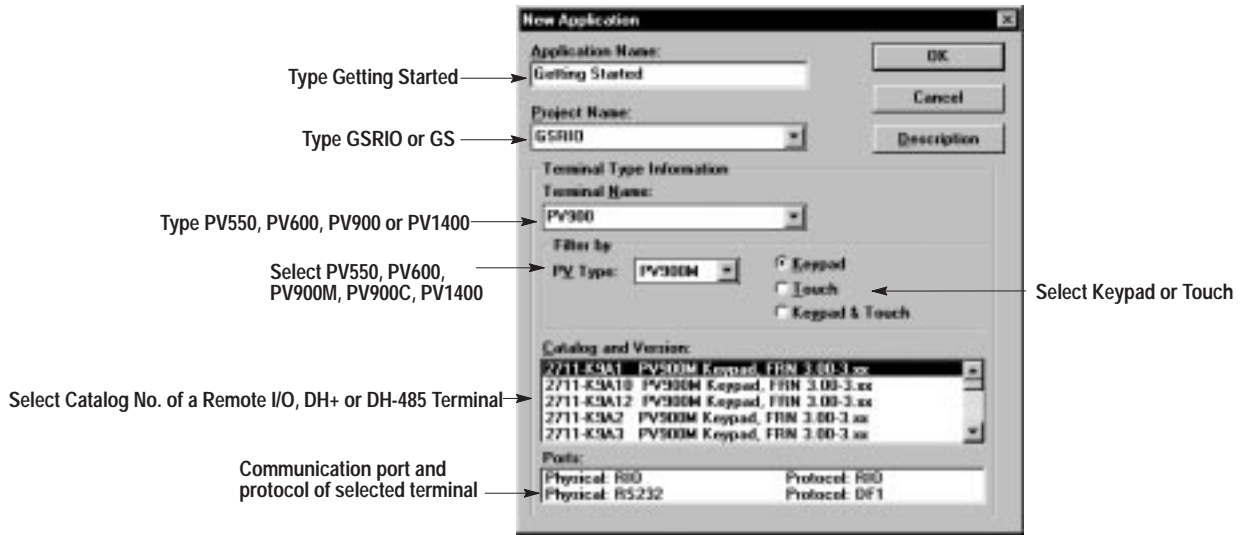 New Application
Application Name:
OK
Type Getting Started
Getting Started
Cancel
Project Name:
Type GSRIO or GS
GSRIO
Description
Terminal Type Information
Terminal Name:
Type PV550, PV600, PV900 or PV1400
PV900
Filter by
Select PV550, PV600,
PV900M, PV900C, PV1400
PV Type:
PV900M
Keypad
Touch
Keypad & Touch
Select Keypad or Touch
Catalog and Version:
2711-K9A1 PV900M Keypad, FRN 3.00-3.xx
2711-K9A10 PV900M Keypad, FRN 3.00-3.xx
2711-K9A12 PV900M Keypad, FRN 3.00-3.xx
2711-K9A2 PV900M Keypad, FRN 3.00-3.xx
2711-K9A3 PV900M Keypad, FRN 3.00-3.xx
Select Catalog No. of a Remote I/O, DH+ or DH-485 Terminal
Ports:
Communication port and
protocol of selected terminal
Physical: RIO Protocol: RIO
Physical: RS232 Protocol: DF1